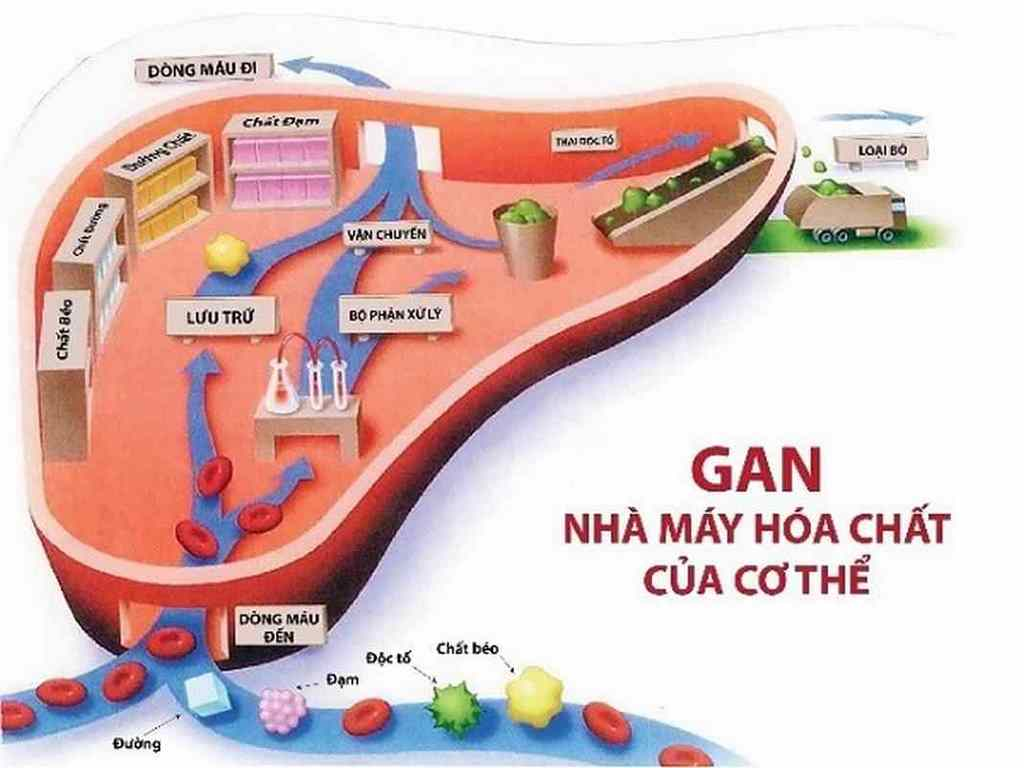 DÒNG MÁU ĐI
Chất Đạm
Dưỡng Chất
THẢI ĐỘC TỐ
LOẠI BỎ
Chất Đường
VẬN CHUYỂN
Chất Béo
LƯU TRỮ
BỘ PHẬN XỬ LÝ
GAN
NHÀ MÁY HÓA CHẤT
CỦA CƠ THỂ
DÒNG MÁU
ĐẾN
Chất béo
Độc tố
Đạm
Đường